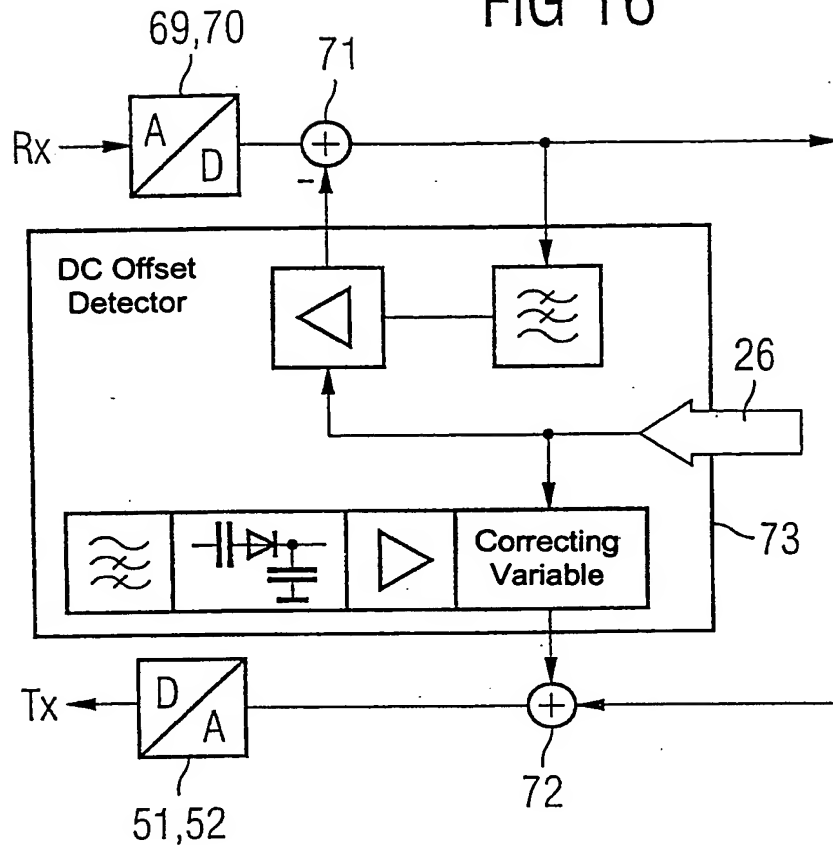 FIG 16
69,70
71
Rx
A
D
+
-
DC Offset
Detector
26
Correcting
Variable
73
Tx
D
A
+
72
51,52